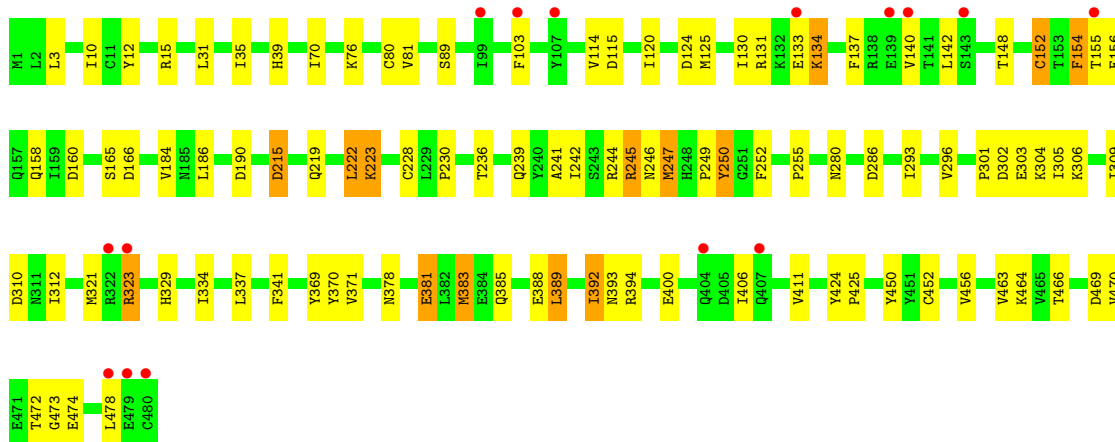 M1 L2 L3 I10 C11 Y12 R15 L31 I35 H39 I70 K76 C80 V81 S89 I99 F103 Y107 V114 D115 I120 D124 M125 I130 R131 K132 E133 K134 F137 R138 E139 V140 T141 L142 S143 T148 C152 T153 F154 T155 E156
Q157 Q158 I159 D160 S165 D166 V184 N185 L186 D190 D215 Q219 L222 K223 C228 L229 P230 T236 Q239 Y240 A241 I242 S243 R244 R245 N246 M247 H248 P249 Y250 G251 F252 P255 N280 D286 I293 V296 P301 D302 E303 K304 I305 K306
D310 N311 I312 M321 R322 R323 H329 I334 L337 F341 Y369 Y370 V371 N378 E381 L382 M383 E384 Q385 E388 L389 I392 N393 R394 E400 Q404 D405 I406 Q407 V411 Y424 P425 Y450 Y451 C452 V456 V463 K464 V465 T466 D469
E471 T472 G473 E474 L478 E479 C480